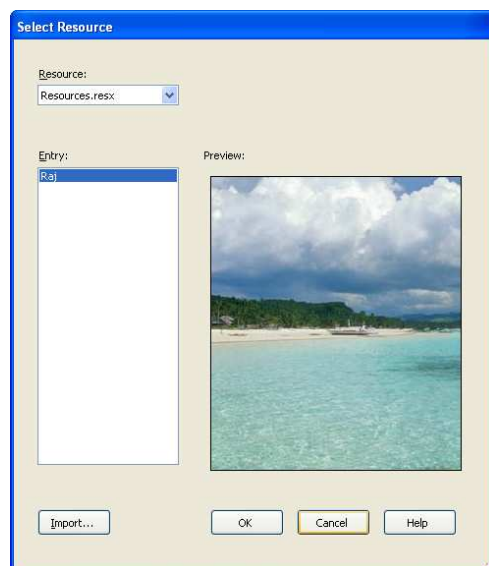 Select Resource
Resource:
Resources.resx
Entry:
Preview:
Raj
Import...
OK
Cancel
Help